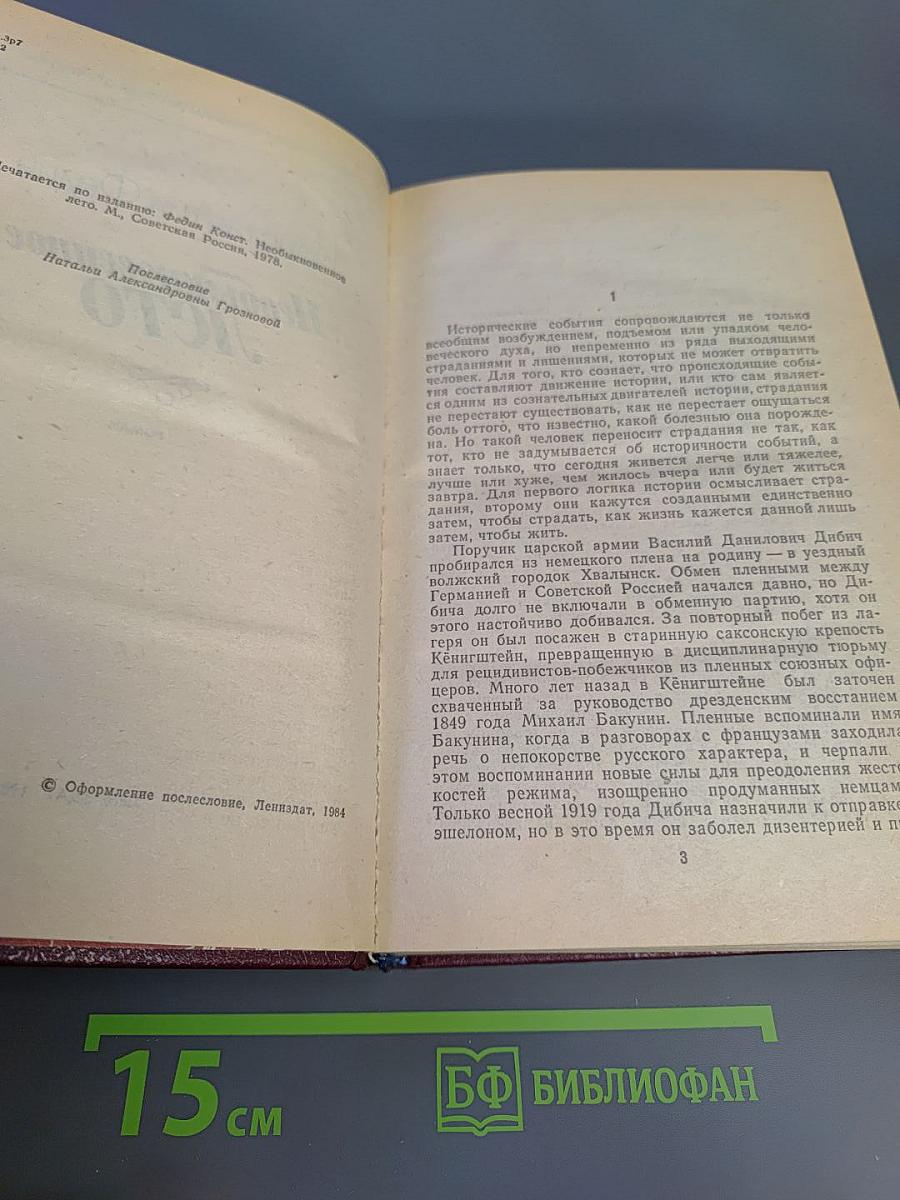 .3р7
2
Печатается по изданию: Федин Конст. Необыкновенное
лето. М., Советская Россия, 1978.
Послесловие
Натальи Александровны Грозновой
© Оформление послесловие, Лениздат, 1984
1
Исторические события сопровождаются не только
всеобщим возбуждением, подъемом или упадком чело-
веческого духа, но непременно из ряда выходящими
страданиями и лишениями, которых не может отвратить
человек. Для того, кто сознает, что происходящие собы-
тия составляют движение истории, или кто сам являет-
ся одним из сознательных двигателей истории, страдания
не перестают существовать, как не перестает ощущаться
боль оттого, что известно, какой болезнью она порожде-
на. Но такой человек переносит страдания не так, как
тот, кто не задумывается об историчности событий, а
знает только, что сегодня живется легче или тяжелее,
лучше или хуже, чем жилось вчера или будет житься
завтра. Для первого логика истории осмысливает стра-
дания, второму они кажутся созданными единственно
затем, чтобы страдать, как жизнь кажется данной лишь
затем, чтобы жить.
Поручик царской армии Василий Данилович Дибич
пробирался из немецкого плена на родину — в уездный
волжский городок Хвалынск. Обмен пленными между
Германией и Советской Россией начался давно, но Ди-
бича долго не включали в обменную партию, хотя он
этого настойчиво добивался. За повторный побег из ла-
геря он был посажен в старинную саксонскую крепость
Кёнигштейн, превращенную в дисциплинарную тюрьму
для рецидивистов-побежчиков из пленных союзных офи-
церов. Много лет назад в Кёнигштейне был заточен
схваченный за руководство дрезденским восстанием
1849 года Михаил Бакунин. Пленные вспоминали имя
Бакунина, когда в разговорах с французами заходила
речь о непокорстве русского характера, и черпали
этом воспоминании новые силы для преодоления жесто
костей режима, изощренно продуманных немцам
Только весной 1919 года Дибича назначили к отправке
эшелоном, но в это время он заболел дизентерией и п
3
15 см
БФ БИБЛИОФАН